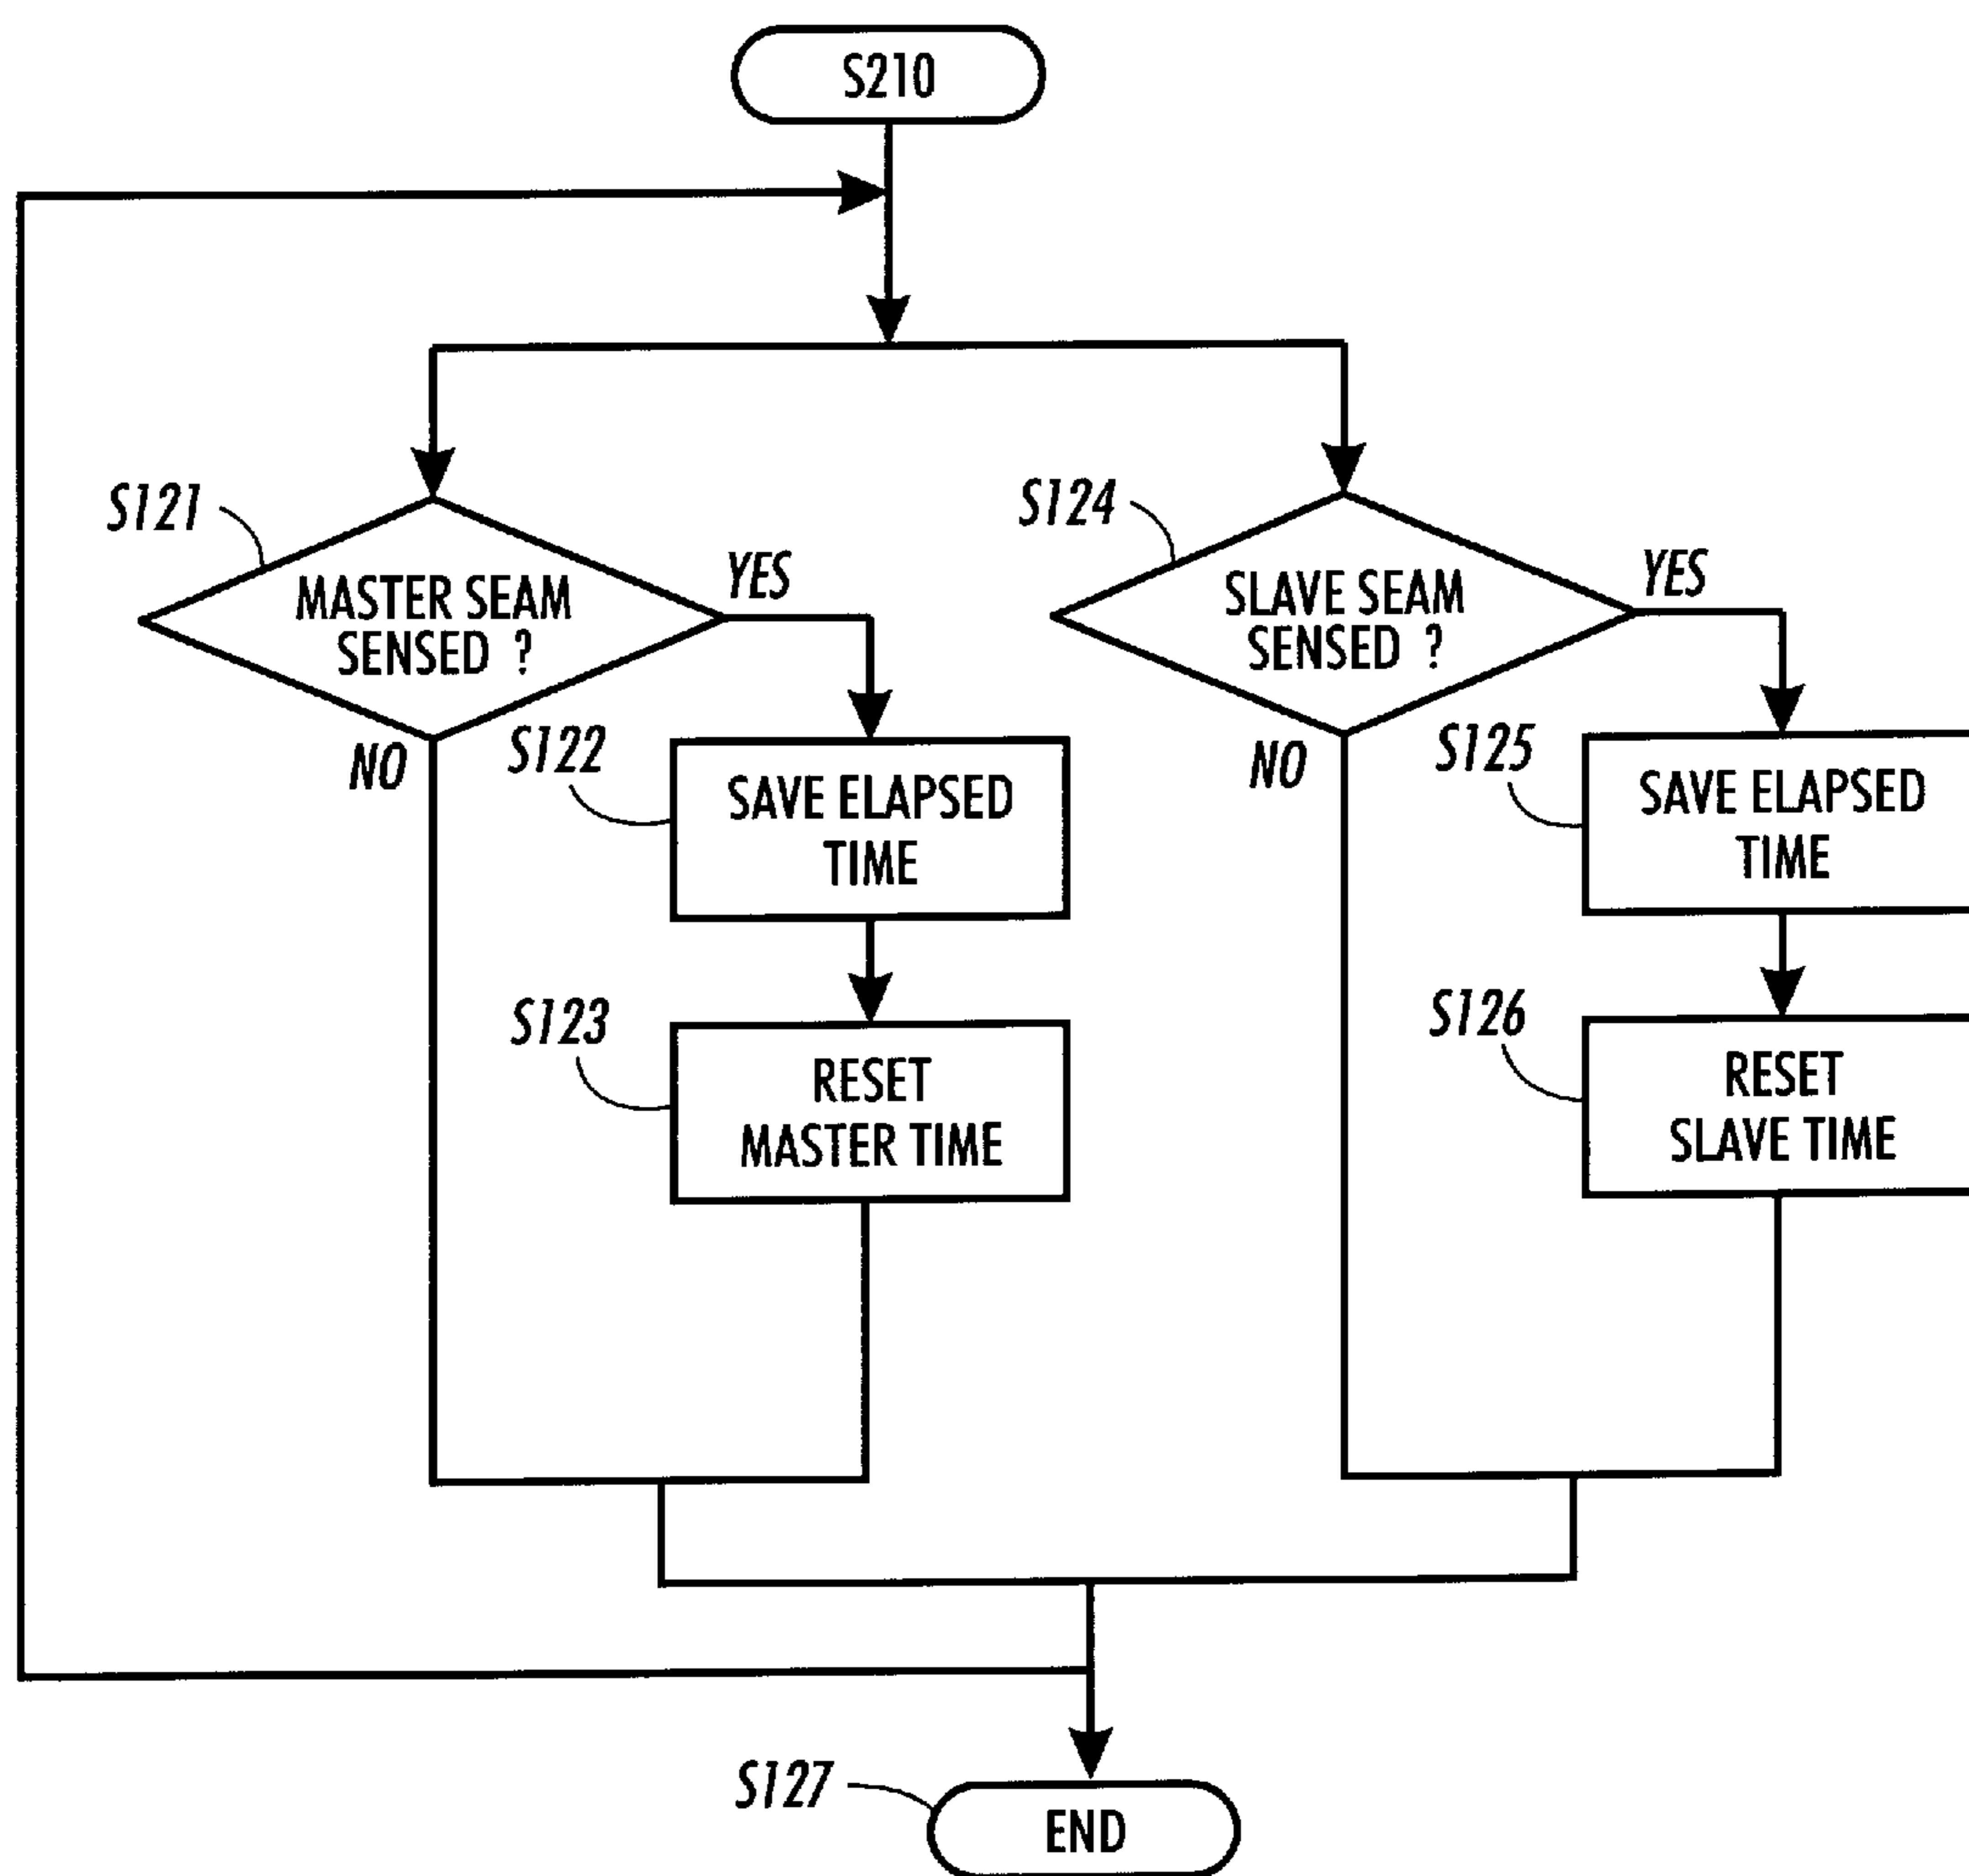 S210
S121
MASTER SEAM
SENSED ?
YES
NO
S122
SAVE ELAPSED
TIME
S123
RESET
MASTER TIME
S124
SLAVE SEAM
SENSED ?
YES
NO
S125
SAVE ELAPSED
TIME
S126
RESET
SLAVE TIME
S127
END